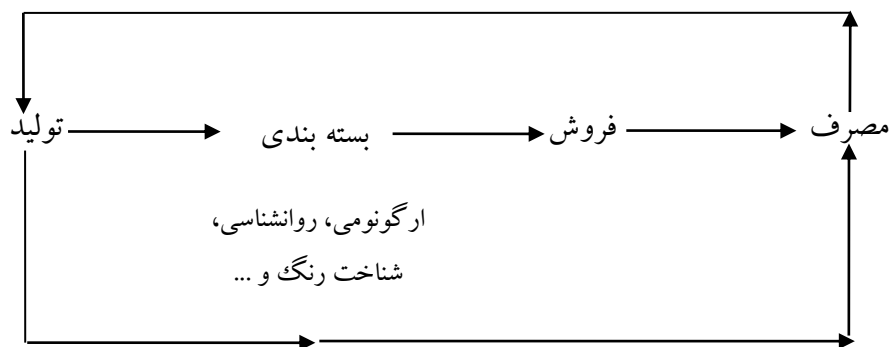 تولید
بسته بندی
فروش
مصرف
ارگونومی، روانشناسی،
شناخت رنگ و ...